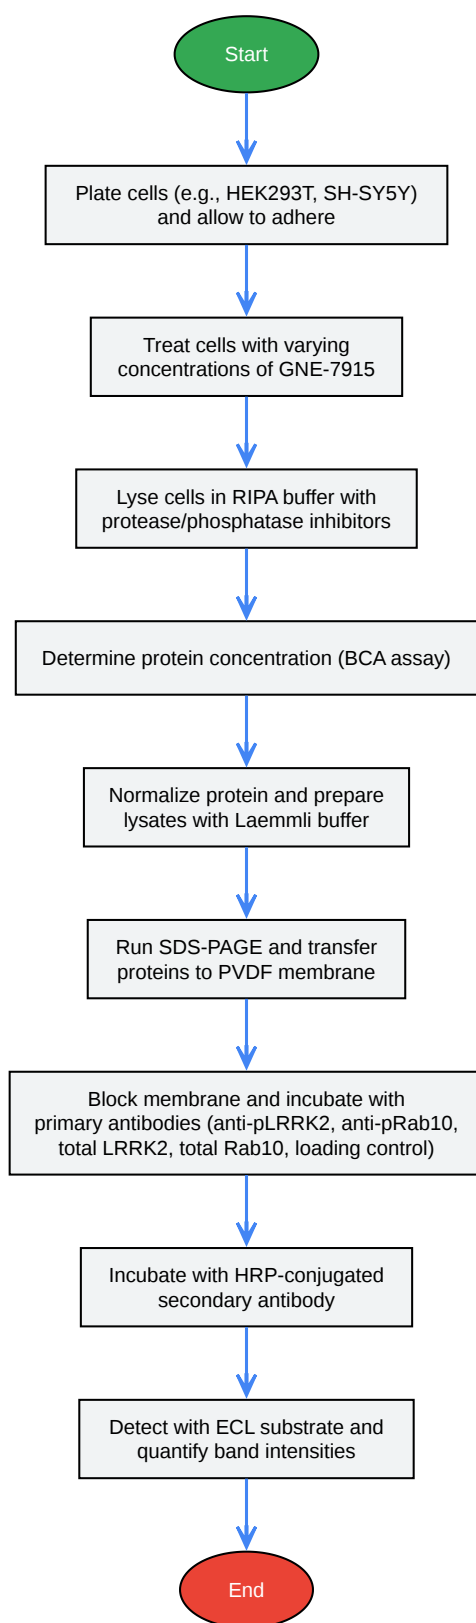 Start
Plate cells (e.g., HEK293T, SH-SY5Y)
and allow to adhere
Treat cells with varying
concentrations of GNE-7915
Lyse cells in RIPA buffer with
protease/phosphatase inhibitors
Determine protein concentration (BCA assay)
Normalize protein and prepare
lysates with Laemmli buffer
Run SDS-PAGE and transfer
proteins to PVDF membrane
Block membrane and incubate with
primary antibodies (anti-pLRRK2, anti-pRab10,
total LRRK2, total Rab10, loading control)
Incubate with HRP-conjugated
secondary antibody
Detect with ECL substrate and
quantify band intensities
End